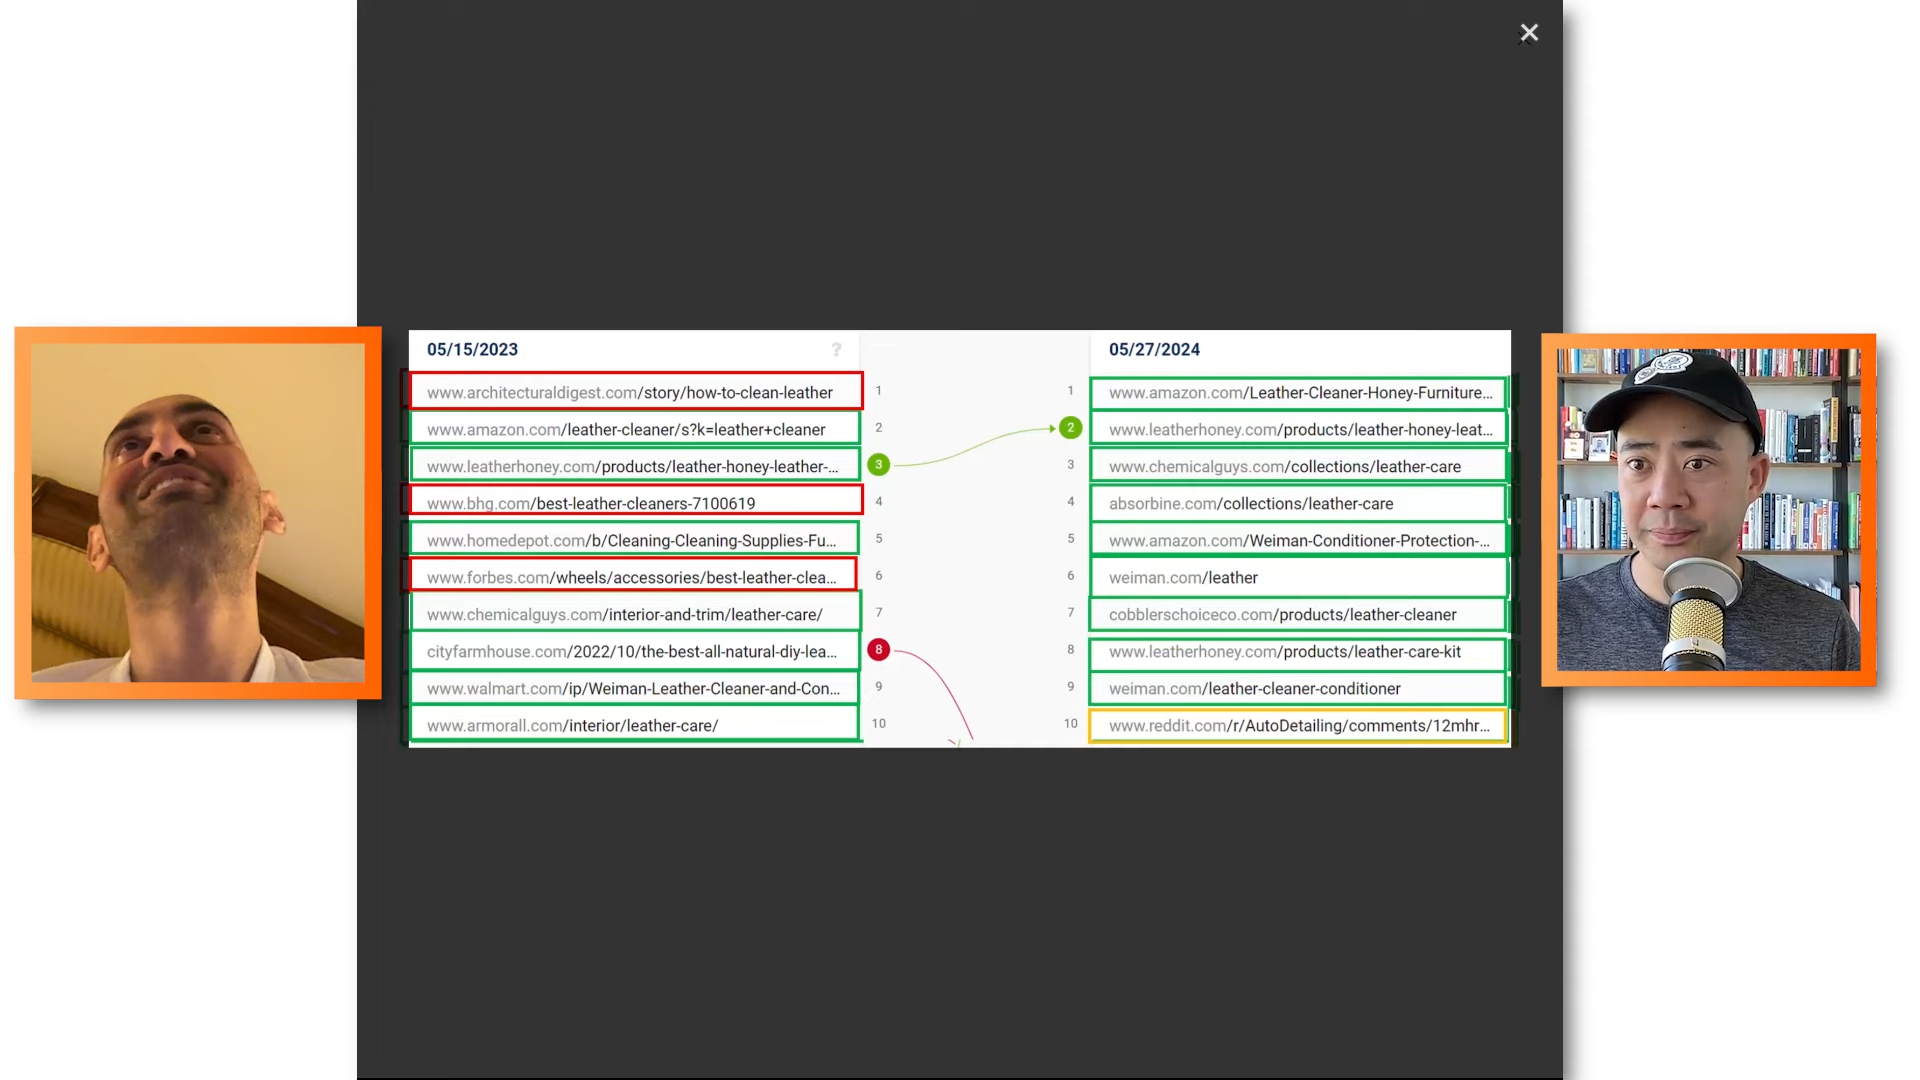 05/15/2023 ?
www.architecturaldigest.com/story/how-to-clean-leather 1
www.amazon.com/leather-cleaner/s?k=leather+cleaner 2
www.leatherhoney.com/products/leather-honey-leather-... 3
www.bhg.com/best-leather-cleaners-7100619 4
www.homedepot.com/b/Cleaning-Cleaning-Supplies-Fu... 5
www.forbes.com/wheels/accessories/best-leather-clea... 6
www.chemicalguys.com/interior-and-trim/leather-care/ 7
cityfarmhouse.com/2022/10/the-best-all-natural-diy-lea... 8
www.walmart.com/ip/Weiman-Leather-Cleaner-and-Con... 9
www.armorall.com/interior/leather-care/ 10
05/27/2024
1 www.amazon.com/Leather-Cleaner-Honey-Furniture...
2 www.leatherhoney.com/products/leather-honey-leat...
3 www.chemicalguys.com/collections/leather-care
4 absorbine.com/collections/leather-care
5 www.amazon.com/Weiman-Conditioner-Protection-...
6 weiman.com/leather
7 cobblerschoiceco.com/products/leather-cleaner
8 www.leatherhoney.com/products/leather-care-kit
9 weiman.com/leather-cleaner-conditioner
10 www.reddit.com/r/AutoDetailing/comments/12mhr...